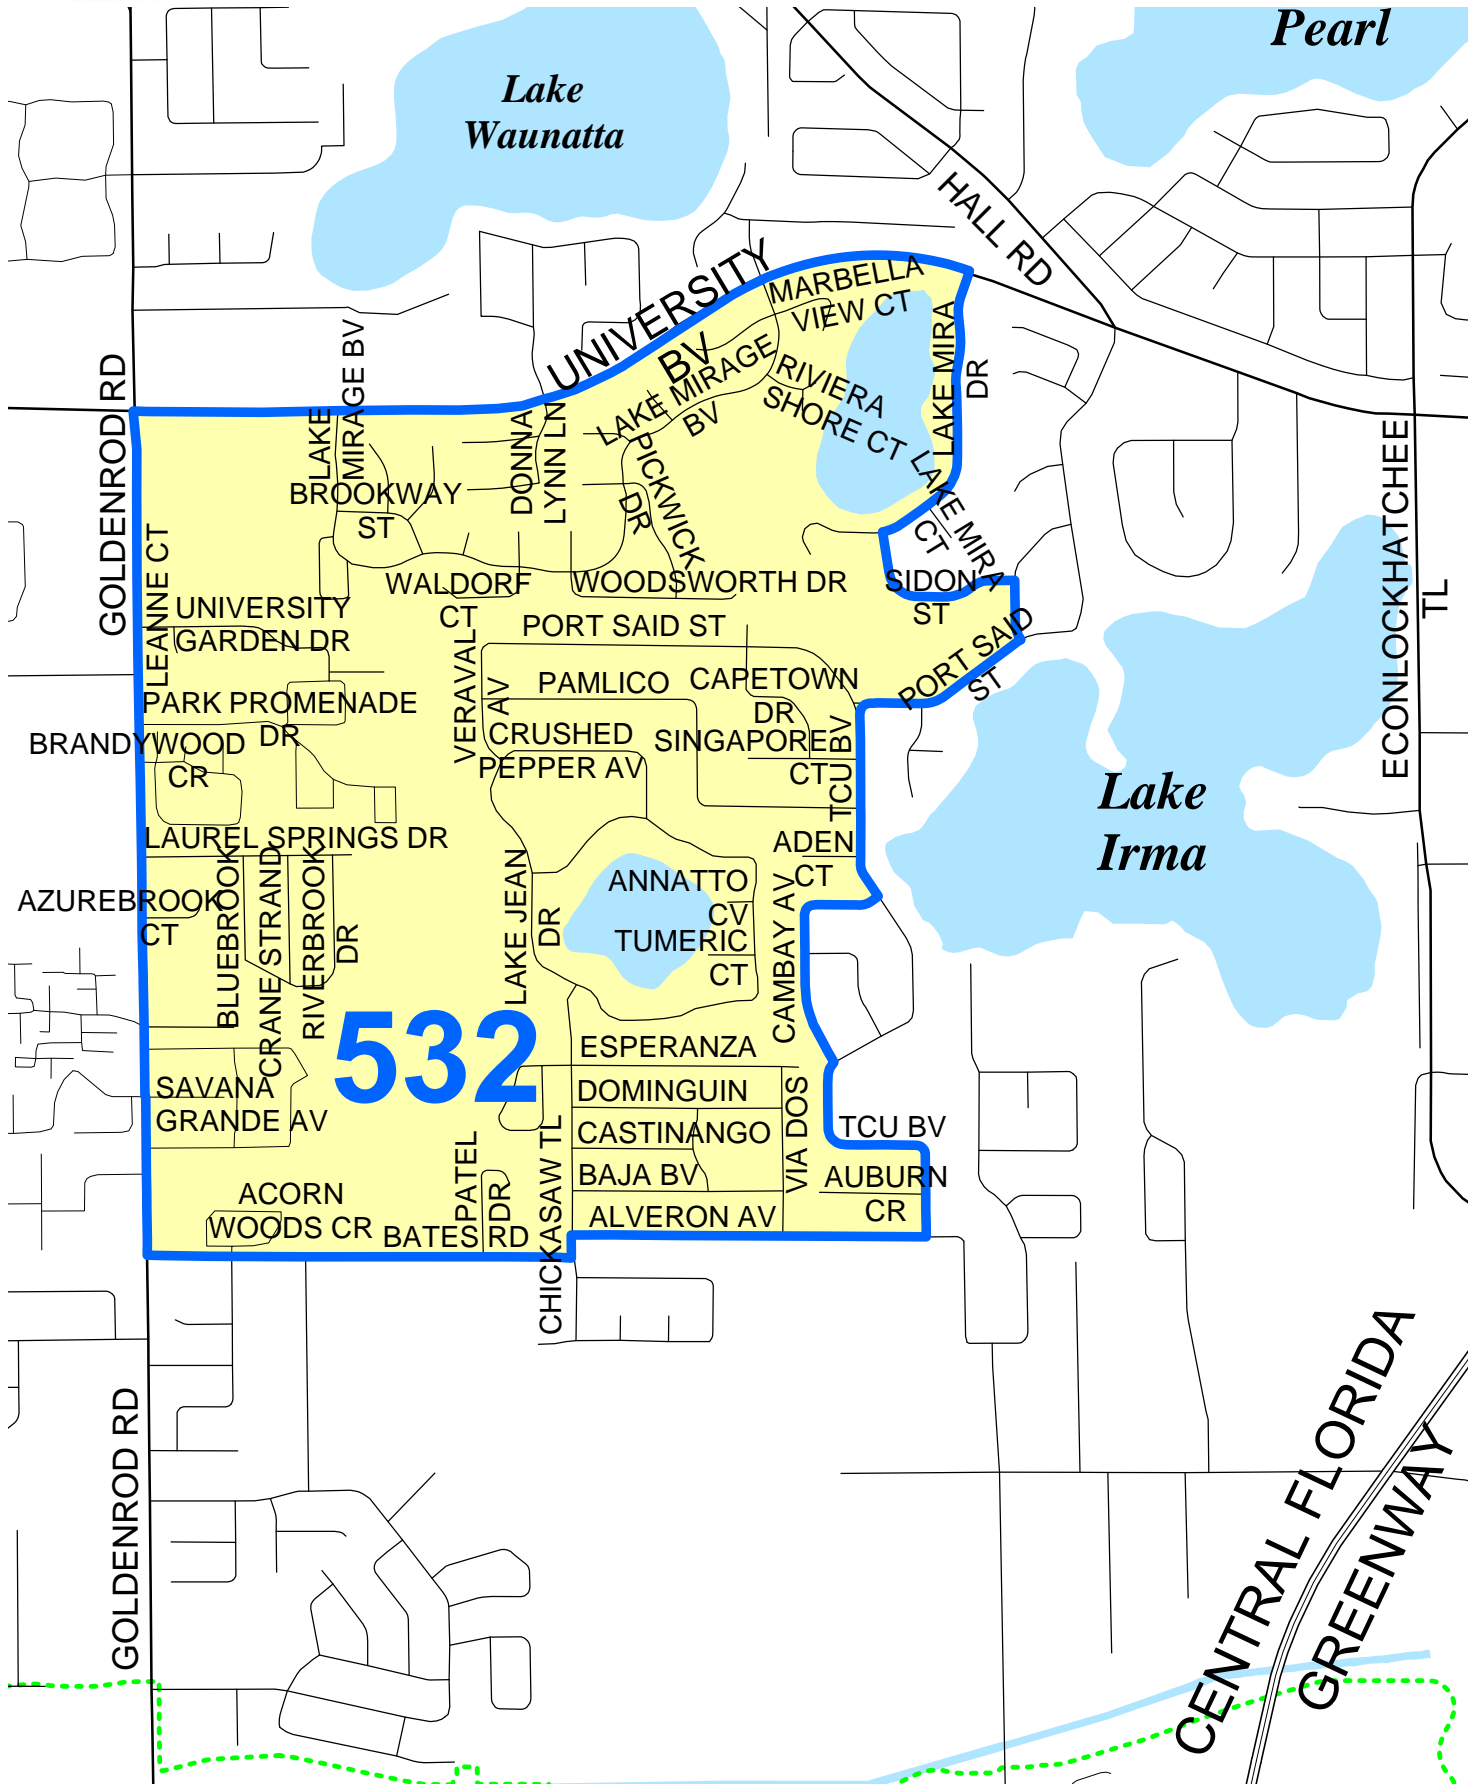 Pearl
Lake
Waunatta
HALL RD
UNIVERSITY
BV
MARBELLA
VIEW CT
LAKE MIRA
DR
GOLDENROD RD
LAKE
MIRAGE BV
LAKE MIRAGE
BV
RIVIERA
SHORE CT
DONNA
LYNN LN
PICKWICK
DR
BROOKWAY
ST
LAKE MIRA
CT
ECONLOCKHATCHEE
TL
LEANNE CT
WALDORF
CT
WOODSWORTH DR
SIDON
ST
UNIVERSITY
GARDEN DR
PORT SAID ST
PORT SAID
ST
VERAVAL
AV
PAMLICO
CAPETOWN
DR
PARK PROMENADE
DR
CRUSHED
PEPPER AV
SINGAPORE
CT
TCU BV
BRANDYWOOD
CR
Lake
Irma
LAUREL SPRINGS DR
ADEN
CT
AZUREBROOK
CT
BLUEBROOK
CRANE STRAND
RIVERBROOK
DR
LAKE JEAN
DR
ANNATTO
CV
TUMERIC
CT
CAMBAY AV
532
ESPERANZA
SAVANA
GRANDE AV
DOMINGUIN
CASTINANGO
BAJA BV
ALVERON AV
VIA DOS
TCU BV
AUBURN
CR
CHICKASAW TL
PATEL
DR
ACORN
WOODS CR
BATES RD
GOLDENROD RD
CENTRAL FLORIDA
GREENWAY